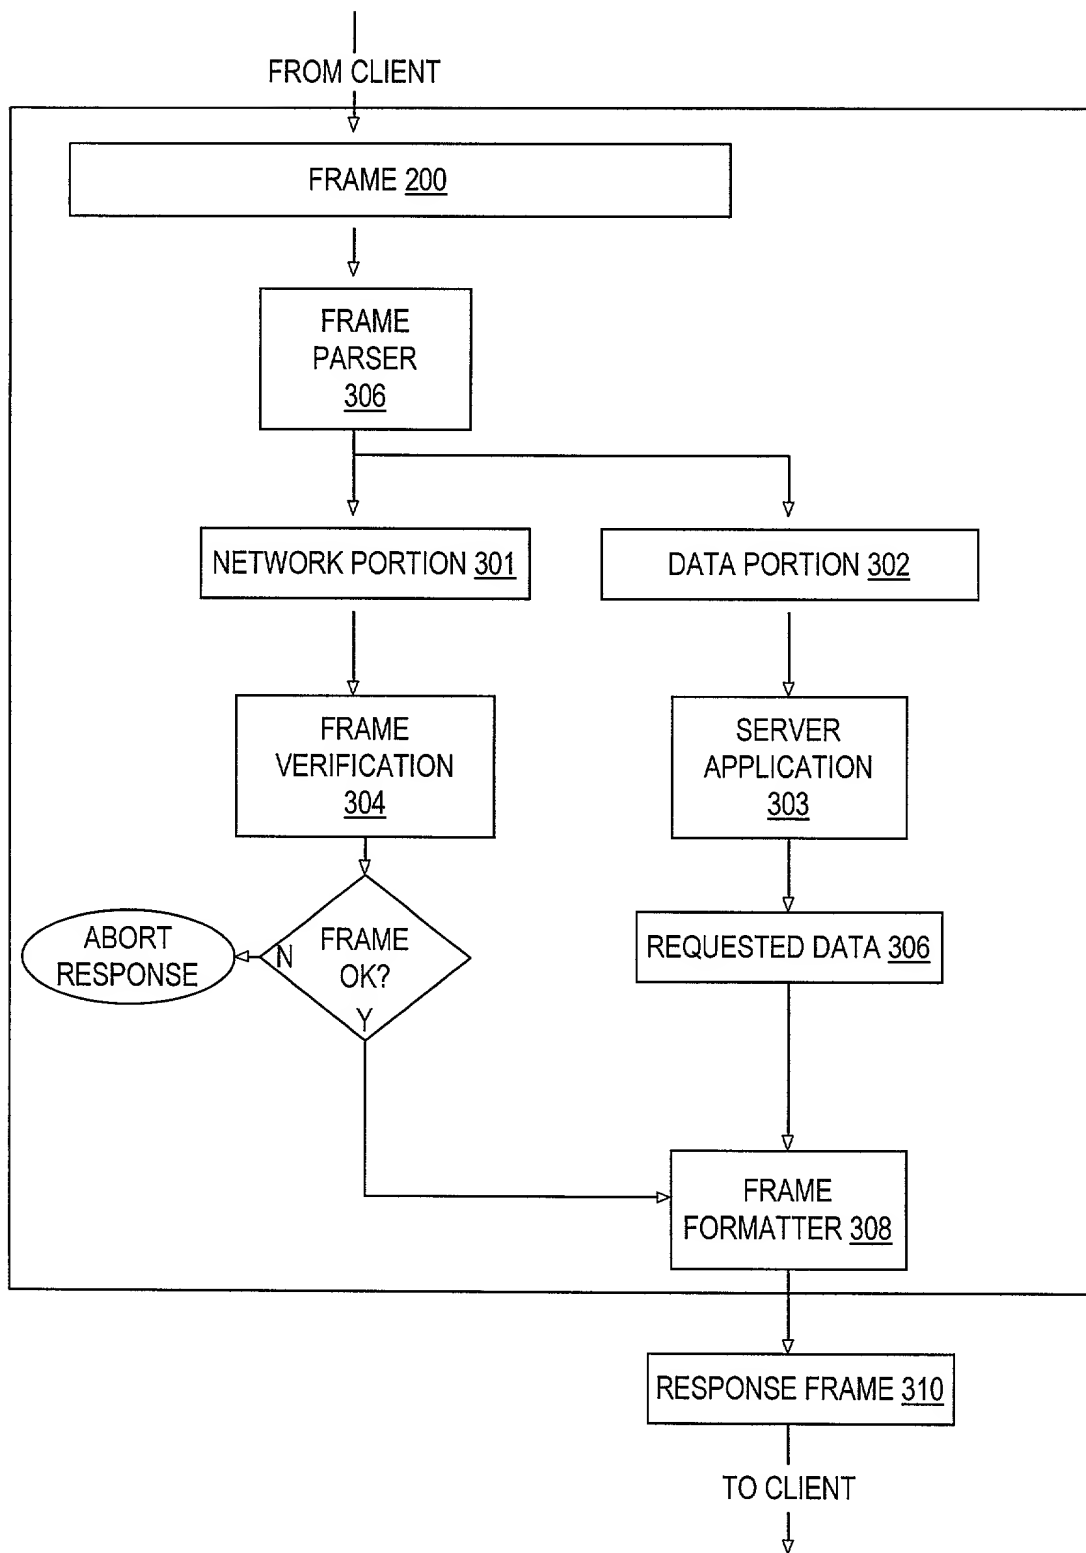 FROM CLIENT
FRAME 200
FRAME
PARSER
306
NETWORK PORTION 301
DATA PORTION 302
FRAME
VERIFICATION
304
SERVER
APPLICATION
303
ABORT
RESPONSE
N
FRAME
OK?
Y
REQUESTED DATA 306
FRAME
FORMATTER 308
RESPONSE FRAME 310
TO CLIENT